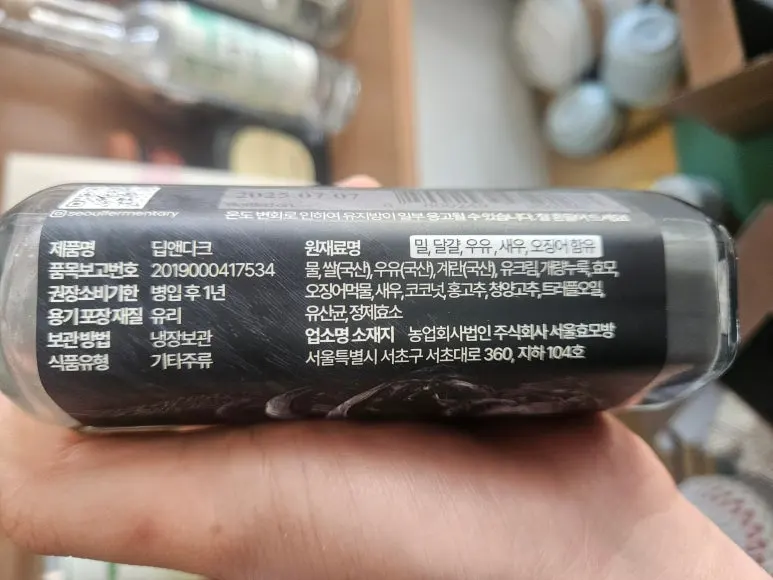 seoulfermentary
온도 변화로 인하여 유지방이 일부 응고될 수 있습니다. 잘 흔들어 드세요
제품명 딥앤다크
품목보고번호 2019000417534
권장소비기한 병입 후 1년
용기 포장 재질 유리
보관 방법 냉장보관
식품유형 기타주류
원재료명 밀, 달걀, 우유, 새우, 오징어 함유
물, 쌀(국산), 우유(국산), 계란(국산), 유크림, 개량누룩, 효모,
오징어먹물, 새우, 코코넛, 홍고추, 청양고추, 트러플오일,
유산균, 정제효소
업소명 소재지 농업회사법인 주식회사 서울효모방
서울특별시 서초구 서초대로 360, 지하 104호